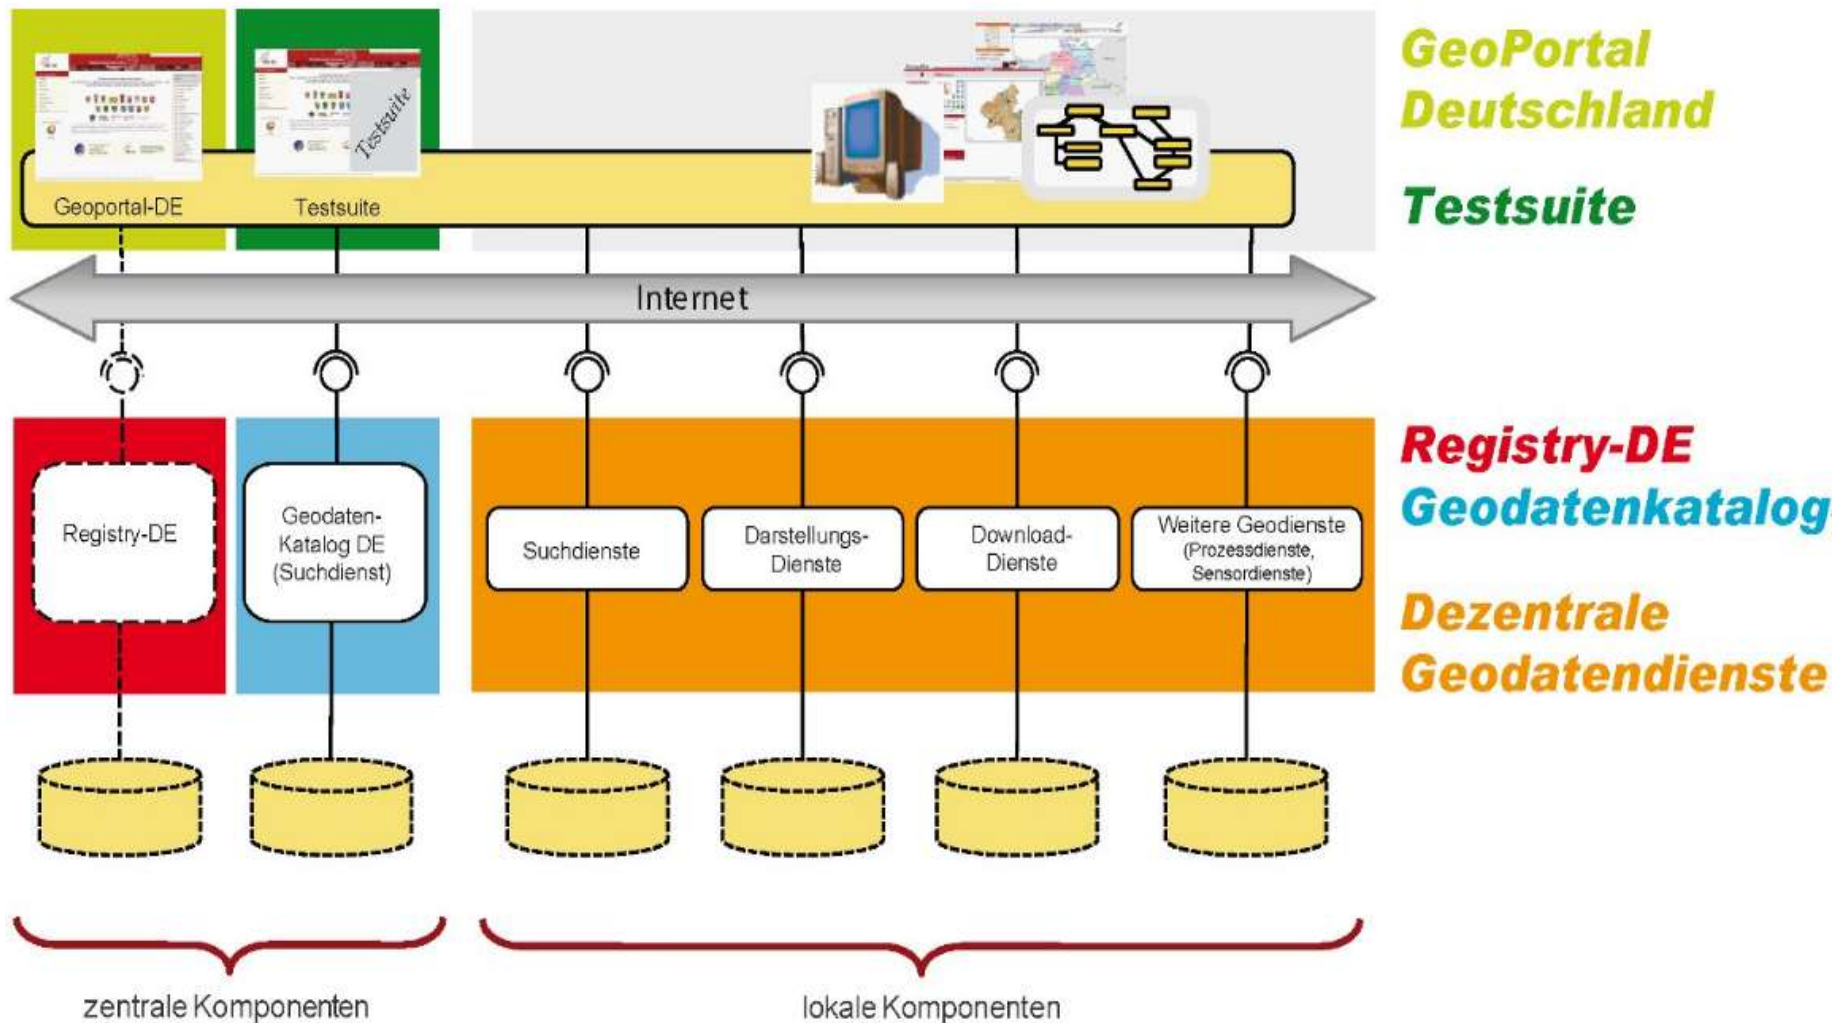 GeoPortal
Deutschland
Testsuite
Testsuite
Geoportal-DE
Testsuite
Internet
Registry-DE
Geodaten-
Katalog DE
(Suchdienst)
Suchdienste
Darstellungs-
Dienste
Download-
Dienste
Weitere Geodienste
(Prozessdienste,
Sensordienste)
Registry-DE
Geodatenkatalog
Dezentrale
Geodatendienste
zentrale Komponenten
lokale Komponenten